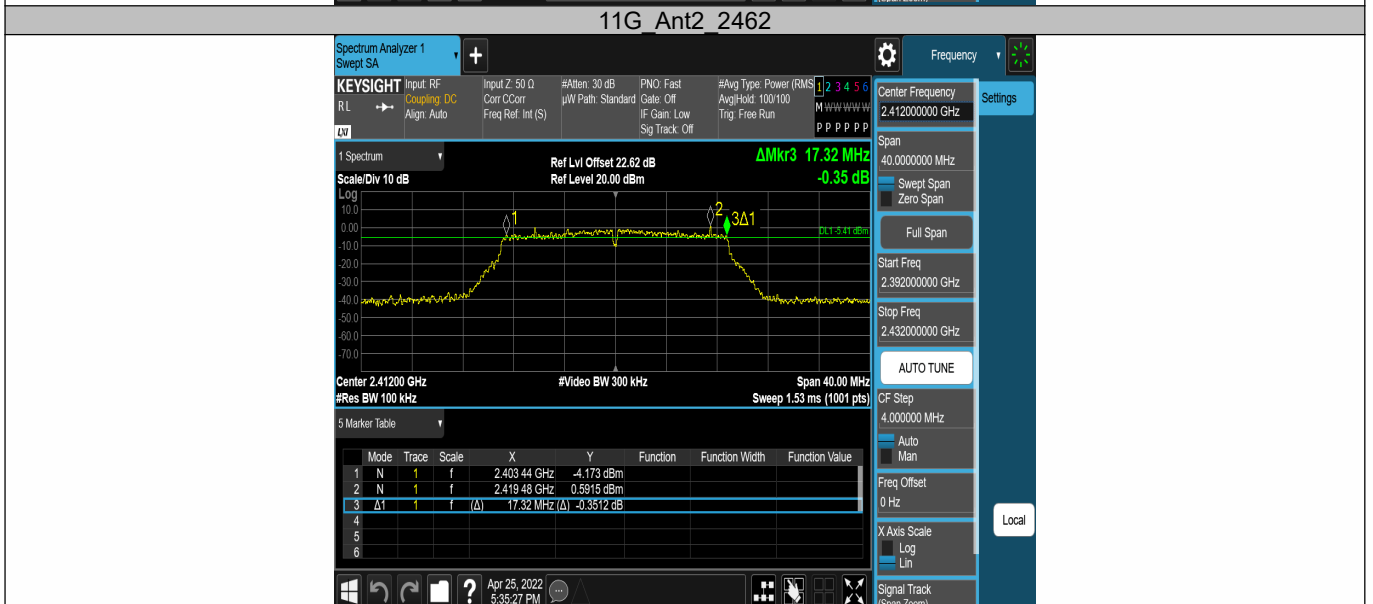 (Span Zoom)
11G_Ant2_2462
Spectrum Analyzer 1
Swept SA
+
Frequency
KEYSIGHT
RL
LXI
Input: RF
Coupling: DC
Align: Auto
Input Z: 50 Ω
Corr CCorr
Freq Ref: Int (S)
#Atten: 30 dB
µW Path: Standard
PNO: Fast
Gate: Off
IF Gain: Low
Sig Track: Off
#Avg Type: Power (RMS
Avg|Hold: 100/100
Trig: Free Run
1 2 3 4 5 6
M W W W W W
P P P P P P
Center Frequency
2.412000000 GHz
Settings
1 Spectrum
Scale/Div 10 dB
Ref Lvl Offset 22.62 dB
Ref Level 20.00 dBm
ΔMkr3 17.32 MHz
-0.35 dB
Log
10.0
0.00
-10.0
-20.0
-30.0
-40.0
-50.0
-60.0
-70.0
1
2
3Δ1
DL1 -5.41 dBm
Center 2.41200 GHz
#Res BW 100 kHz
#Video BW 300 kHz
Span 40.00 MHz
Sweep 1.53 ms (1001 pts)
Span
40.0000000 MHz
Swept Span
Zero Span
Full Span
Start Freq
2.392000000 GHz
Stop Freq
2.432000000 GHz
AUTO TUNE
CF Step
4.000000 MHz
Auto
Man
Freq Offset
0 Hz
X Axis Scale
Log
Lin
Signal Track
(Span Zoom)
Local
5 Marker Table
Mode Trace Scale X Y Function Function Width Function Value
1 N 1 f 2.403 44 GHz -4.173 dBm
2 N 1 f 2.419 48 GHz 0.5915 dBm
3 Δ1 1 f (Δ) 17.32 MHz (Δ) -0.3512 dB
4
5
6
?
Apr 25, 2022
5:35:27 PM